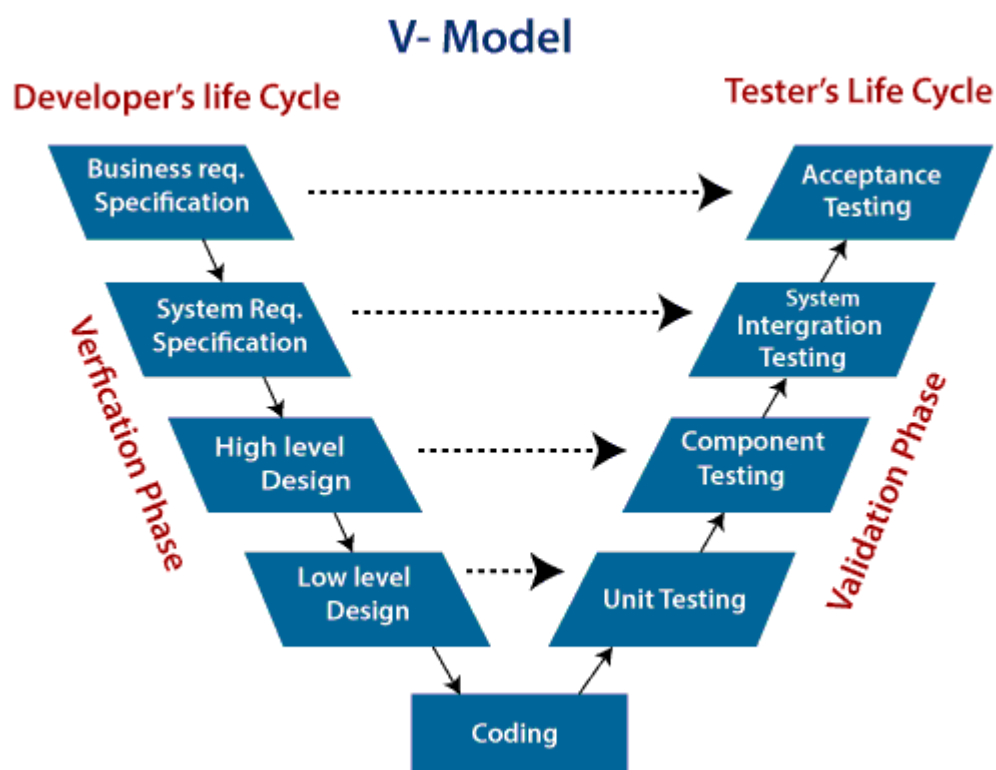 V- Model
Developer's life Cycle
Tester's Life Cycle
Business req.
Specification
Acceptance
Testing
System Req.
Specification
System
Intergration
Testing
Verfication Phase
High level
Design
Component
Testing
Validation Phase
Low level
Design
Unit Testing
Coding